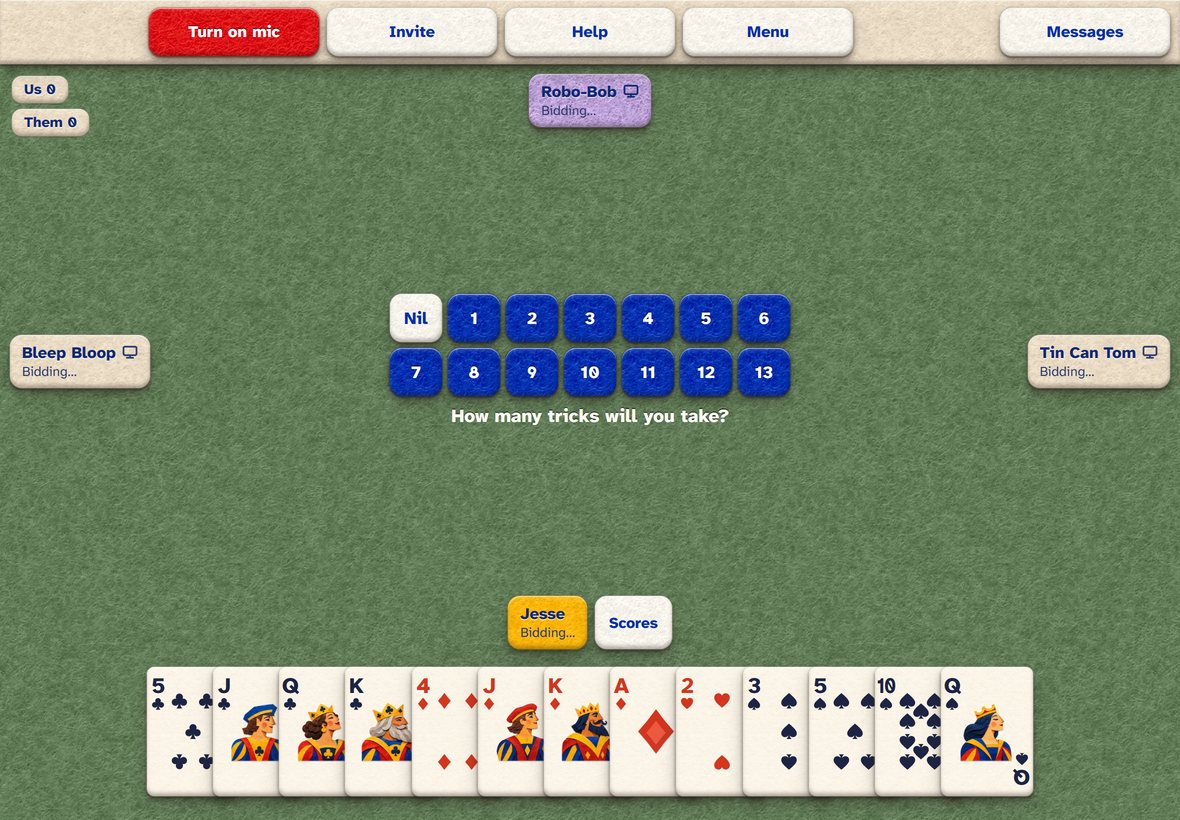 Turn on mic
Invite
Help
Menu
Messages
Us 0
Them 0
Robo-Bob
Bidding...
Bleep Bloop
Bidding...
Tin Can Tom
Bidding...
Nil 1 2 3 4 5 6
7 8 9 10 11 12 13
How many tricks will you take?
Jesse
Bidding...
Scores
5 J Q K 4 J K A 2 3 5 10 Q
Q